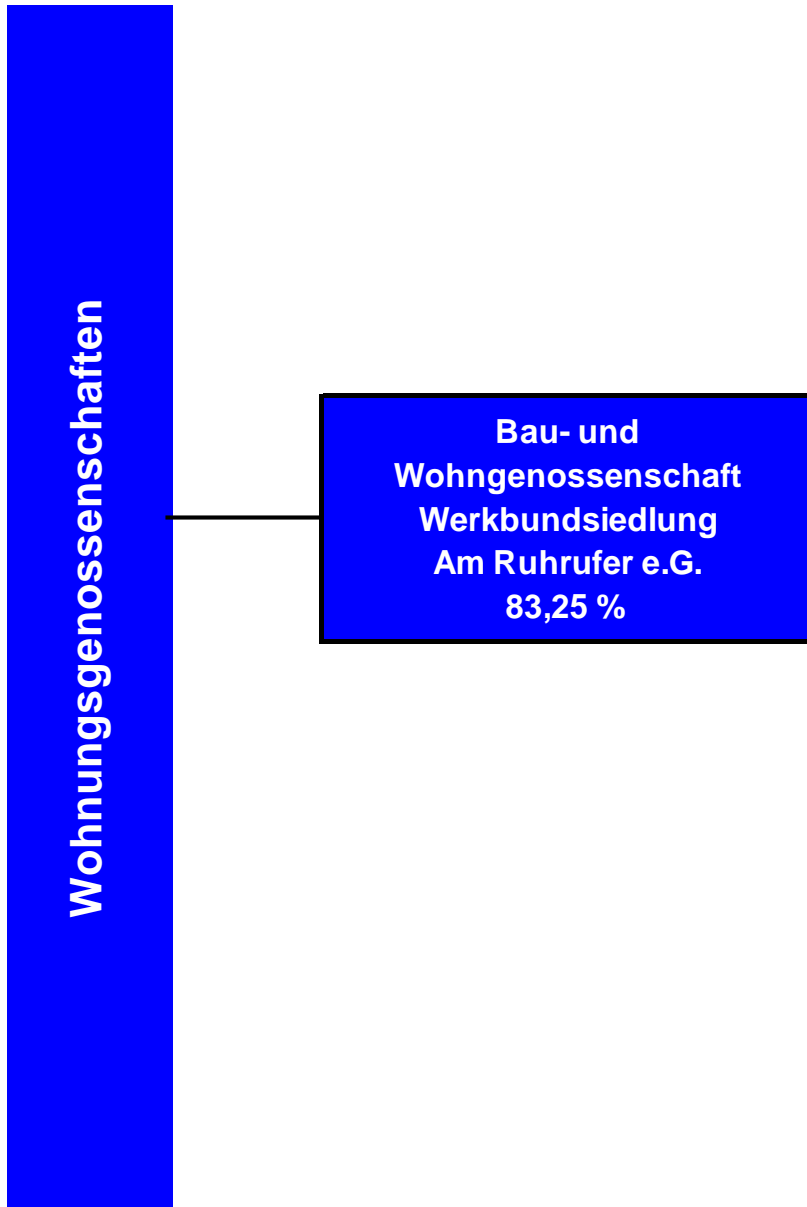 Wohnungsgenossenschaften
Bau- und
Wohngenossenschaft
Werkbundsiedlung
Am Ruhrufer e.G.
83,25 %